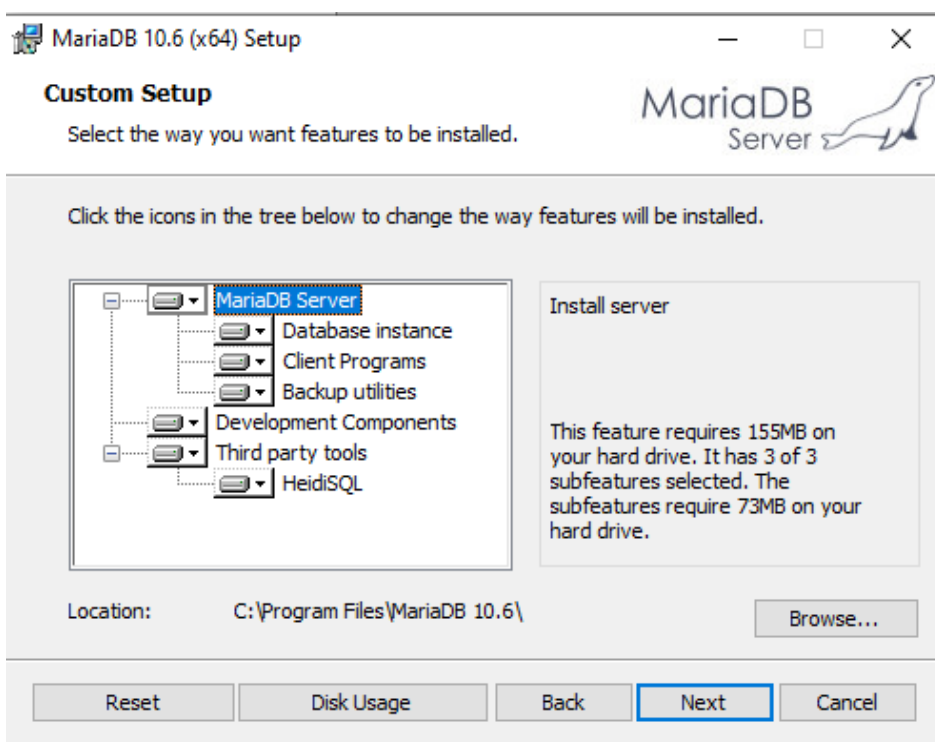 MariaDB 10.6 (x64) Setup
Custom Setup
Select the way you want features to be installed.
MariaDB
Server
Click the icons in the tree below to change the way features will be installed.
MariaDB Server
Database instance
Client Programs
Backup utilities
Development Components
Third party tools
HeidiSQL
Install server
This feature requires 155MB on
your hard drive. It has 3 of 3
subfeatures selected. The
subfeatures require 73MB on your
hard drive.
Location: C:\Program Files\MariaDB 10.6\
Browse...
Reset Disk Usage Back Next Cancel